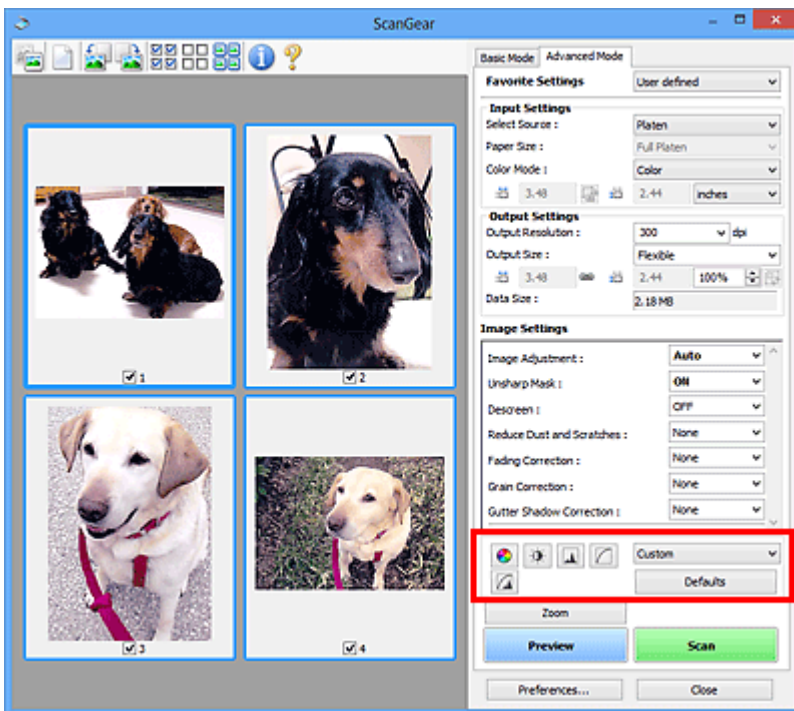 ScanGear
Basic Mode Advanced Mode
Favorite Settings User defined
Input Settings
Select Source : Platen
Paper Size : Full Platen
Color Mode : Color
3.48 2.44 inches
Output Settings
Output Resolution : 300 dpi
Output Size : Flexible
3.48 2.44 100%
Data Size : 2.18 MB
Image Settings
Image Adjustment : Auto
Unsharp Mask : ON
Descreen : OFF
Reduce Dust and Scratches : None
Fading Correction : None
Grain Correction : None
Gutter Shadow Correction : None
Custom
Defaults
Zoom
Preview Scan
Preferences... Close
1
2
3
4